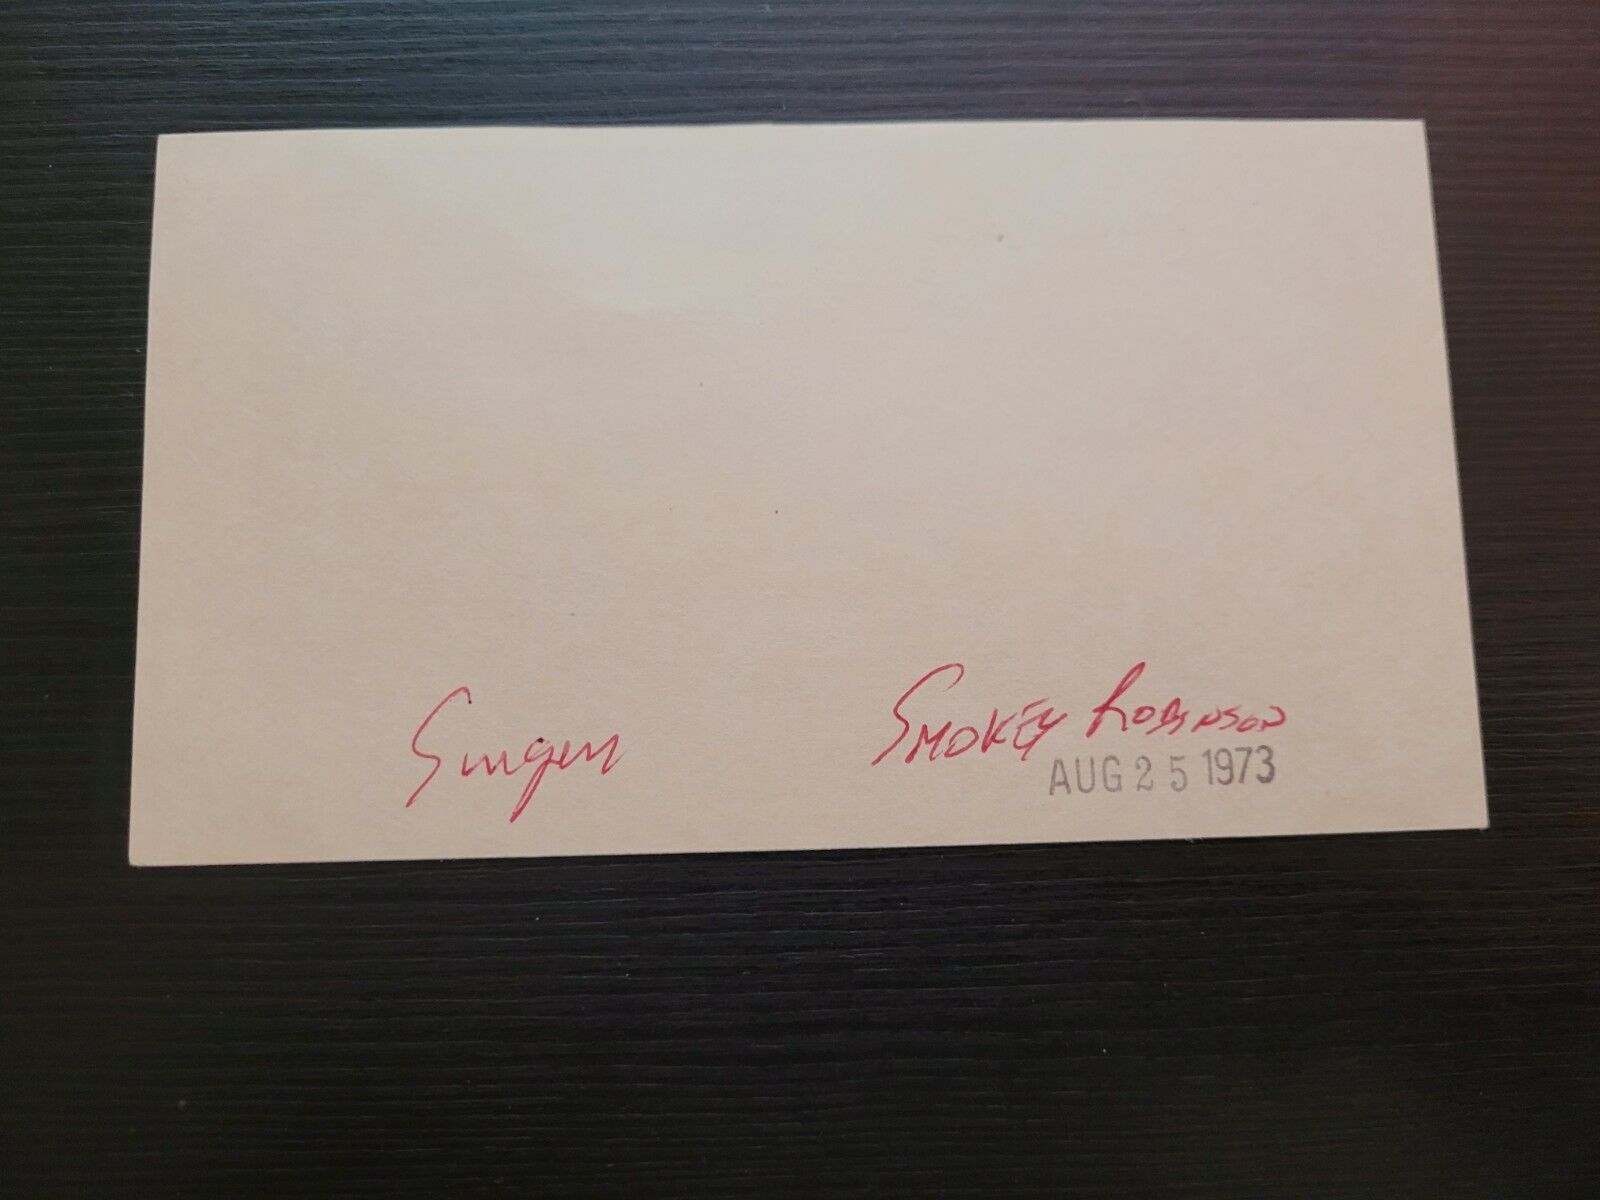 Singer
SMOKEY ROBINSON
AUG 25 1973